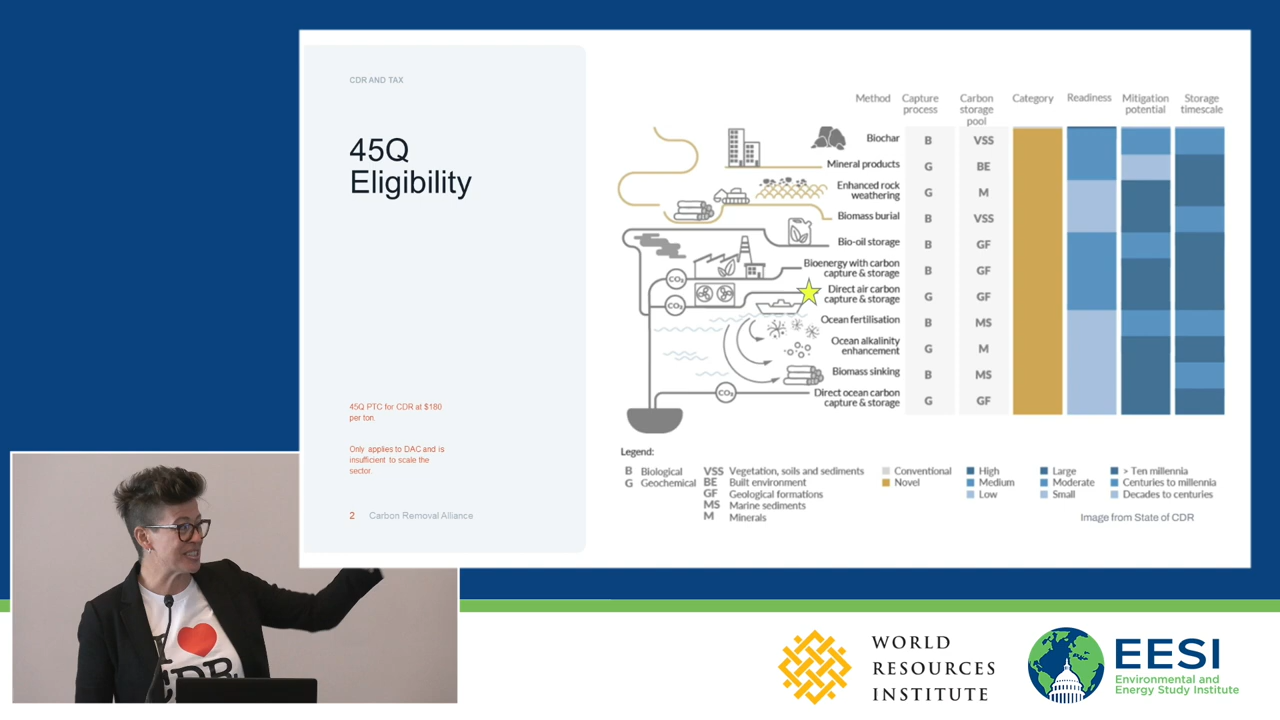 CDR AND TAX
45Q
Eligibility
45Q PTC for CDR at $180
per ton.
Only applies to DAC and is
insufficient to scale the
sector.
2 Carbon Removal Alliance
Method
Capture
process
Carbon
storage
pool
Category
Readiness
Mitigation
potential
Storage
timescale
Biochar B VSS
Mineral products G BE
Enhanced rock
weathering G M
Biomass burial B VSS
Bio-oil storage B GF
Bioenergy with carbon
capture & storage B GF
Direct air carbon
capture & storage G GF
Ocean fertilisation B MS
Ocean alkalinity
enhancement G M
Biomass sinking B MS
Direct ocean carbon
capture & storage G GF
CO₂
CO₂
CO₂
Legend:
B Biological
G Geochemical
VSS Vegetation, soils and sediments
BE Built environment
GF Geological formations
MS Marine sediments
M Minerals
Conventional
Novel
High
Medium
Low
Large
Moderate
Small
> Ten millennia
Centuries to millennia
Decades to centuries
Image from State of CDR
I
CDR
WORLD
RESOURCES
INSTITUTE
EESI
Environmental and
Energy Study Institute